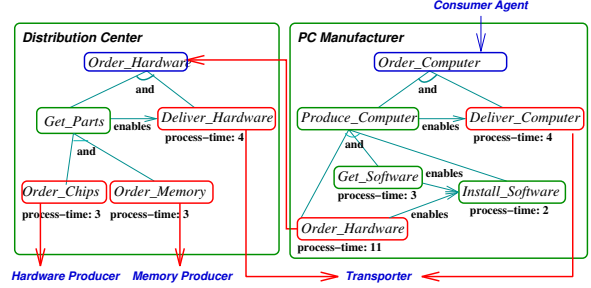 Consumer Agent
Distribution Center
PC Manufacturer
Order_Hardware
Order_Computer
and
and
Get_Parts
enables
Deliver_Hardware
process-time: 4
Produce_Computer
enables
Deliver_Computer
process-time: 4
and
and
Order_Chips
process-time: 3
Order_Memory
process-time: 3
Get_Software
process-time: 3
enables
Install_Software
process-time: 2
Order_Hardware
process-time: 11
enables
Hardware Producer
Memory Producer
Transporter